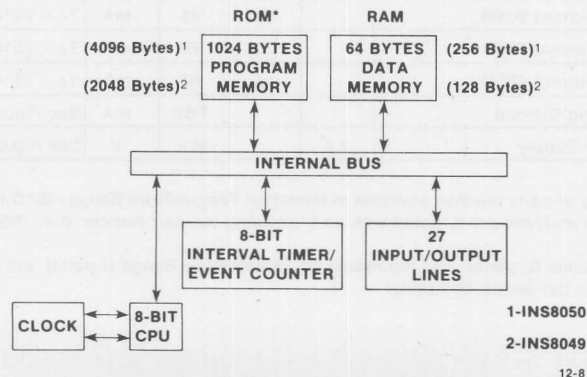 ROM* RAM
(4096 Bytes)¹ 1024 BYTES 64 BYTES (256 Bytes)¹
PROGRAM DATA
(2048 Bytes)² MEMORY MEMORY (128 Bytes)²
INTERNAL BUS
8-BIT
INTERVAL TIMER/
EVENT COUNTER
27
INPUT/OUTPUT
LINES
CLOCK
8-BIT
CPU
1-INS8050
2-INS8049
12-8